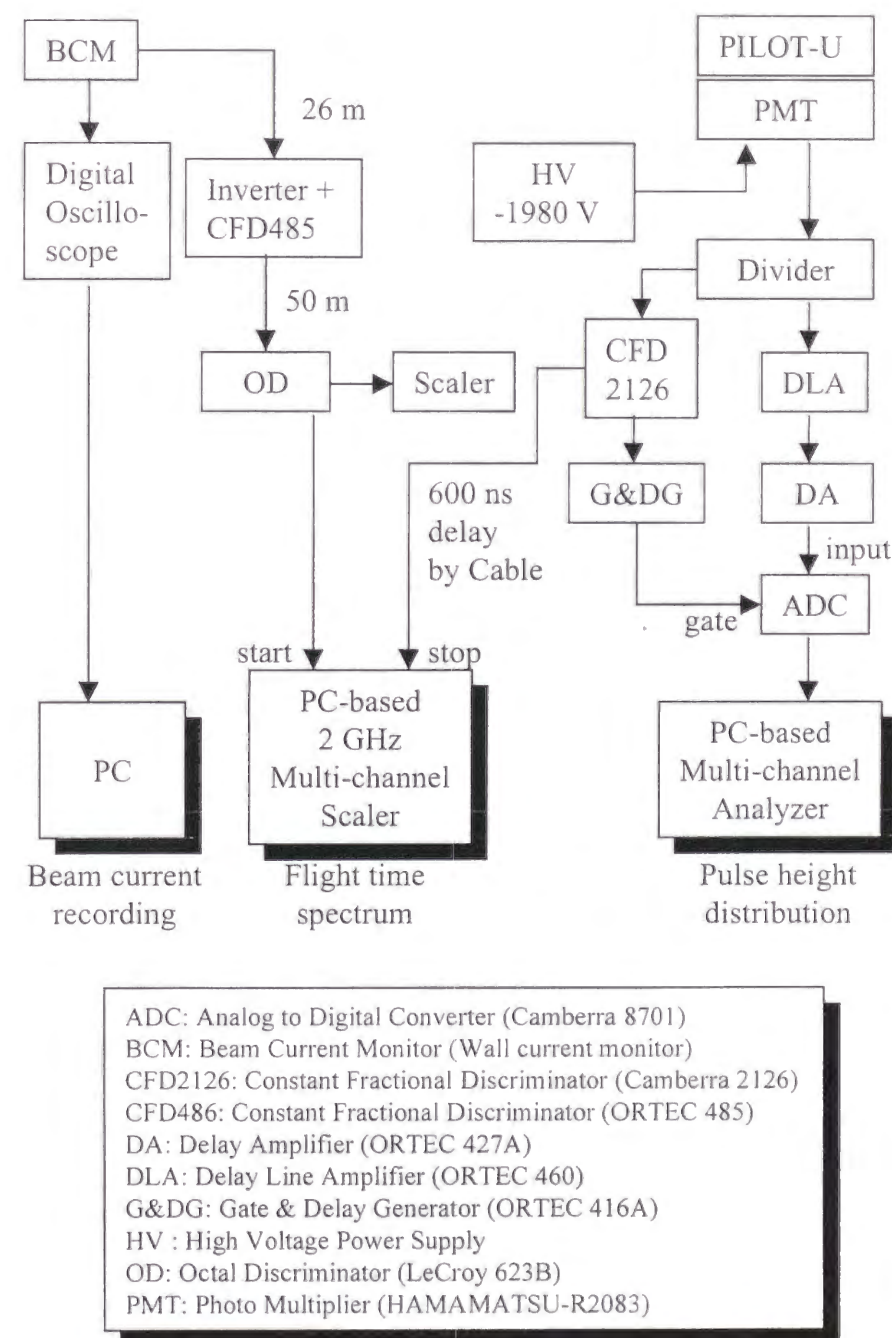 BCM
26 m
Digital
Oscillo-
scope
Inverter +
CFD485
50 m
OD
Scaler
PILOT-U
PMT
HV
-1980 V
Divider
CFD
2126
DLA
G&DG
DA
600 ns
delay
by Cable
input
gate
ADC
start
stop
PC
PC-based
2 GHz
Multi-channel
Scaler
PC-based
Multi-channel
Analyzer
Beam current
recording
Flight time
spectrum
Pulse height
distribution
ADC: Analog to Digital Converter (Camberra 8701)
BCM: Beam Current Monitor (Wall current monitor)
CFD2126: Constant Fractional Discriminator (Camberra 2126)
CFD486: Constant Fractional Discriminator (ORTEC 485)
DA: Delay Amplifier (ORTEC 427A)
DLA: Delay Line Amplifier (ORTEC 460)
G&DG: Gate & Delay Generator (ORTEC 416A)
HV : High Voltage Power Supply
OD: Octal Discriminator (LeCroy 623B)
PMT: Photo Multiplier (HAMAMATSU-R2083)